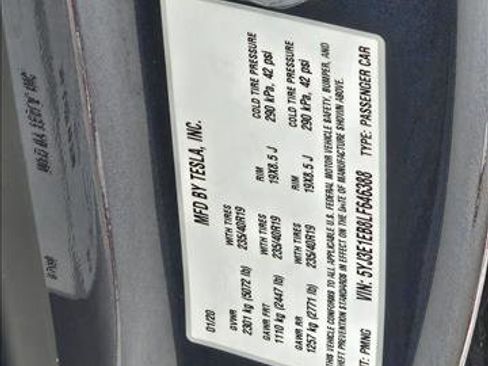 MFD BY TESLA, INC.
01/20
GVWR 2301 kg (5072 lb) WITH TIRES 235/40R19 RIM 19X8.5 J COLD TIRE PRESSURE 290 kPa, 42 psi
GAWR FRT 1110 kg (2447 lb) WITH TIRES 235/40R19 RIM 19X8.5 J COLD TIRE PRESSURE 290 kPa, 42 psi
GAWR RR 1257 kg (2771 lb) WITH TIRES 235/40R19
THIS VEHICLE CONFORMS TO ALL APPLICABLE U.S. FEDERAL MOTOR VEHICLE SAFETY, BUMPER, AND
THEFT PREVENTION STANDARDS IN EFFECT ON THE DATE OF MANUFACTURE SHOWN ABOVE.
VIN: 5YJ3E1EB8LF646388 TYPE: PASSENGER CAR
PMNG